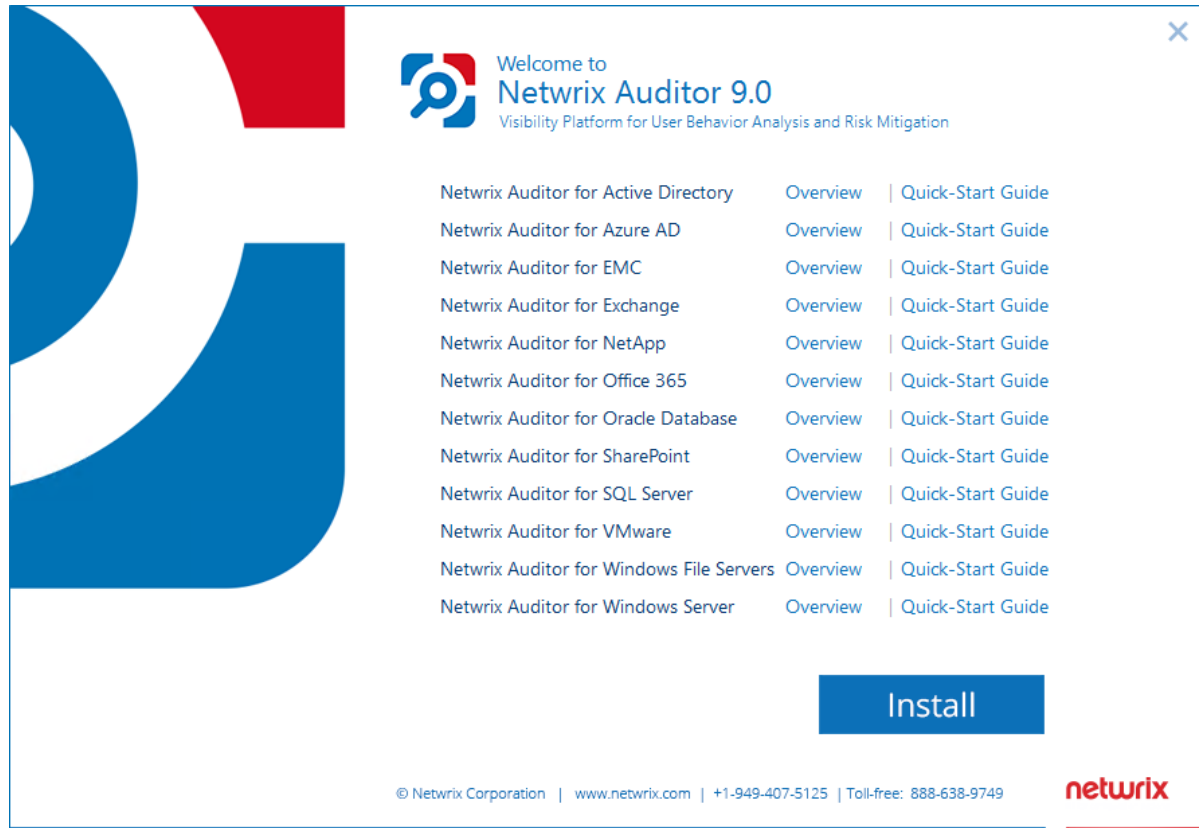 Welcome to
Netwrix Auditor 9.0
Visibility Platform for User Behavior Analysis and Risk Mitigation
Netwrix Auditor for Active Directory Overview | Quick-Start Guide
Netwrix Auditor for Azure AD Overview | Quick-Start Guide
Netwrix Auditor for EMC Overview | Quick-Start Guide
Netwrix Auditor for Exchange Overview | Quick-Start Guide
Netwrix Auditor for NetApp Overview | Quick-Start Guide
Netwrix Auditor for Office 365 Overview | Quick-Start Guide
Netwrix Auditor for Oracle Database Overview | Quick-Start Guide
Netwrix Auditor for SharePoint Overview | Quick-Start Guide
Netwrix Auditor for SQL Server Overview | Quick-Start Guide
Netwrix Auditor for VMware Overview | Quick-Start Guide
Netwrix Auditor for Windows File Servers Overview | Quick-Start Guide
Netwrix Auditor for Windows Server Overview | Quick-Start Guide
Install
© Netwrix Corporation | www.netwrix.com | +1-949-407-5125 | Toll-free: 888-638-9749
netwrix